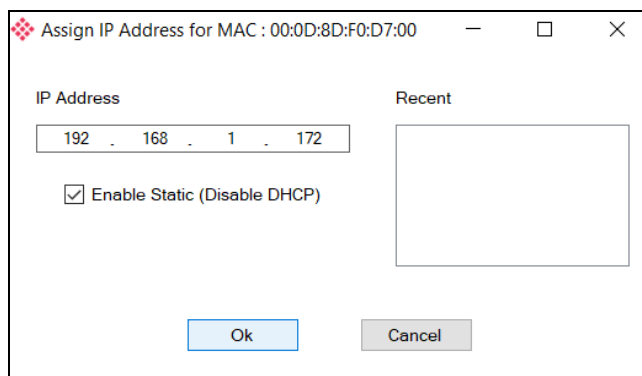 Assign IP Address for MAC : 00:0D:8D:F0:D7:00
IP Address
Recent
192 . 168 . 1 . 172
Enable Static (Disable DHCP)
Ok
Cancel